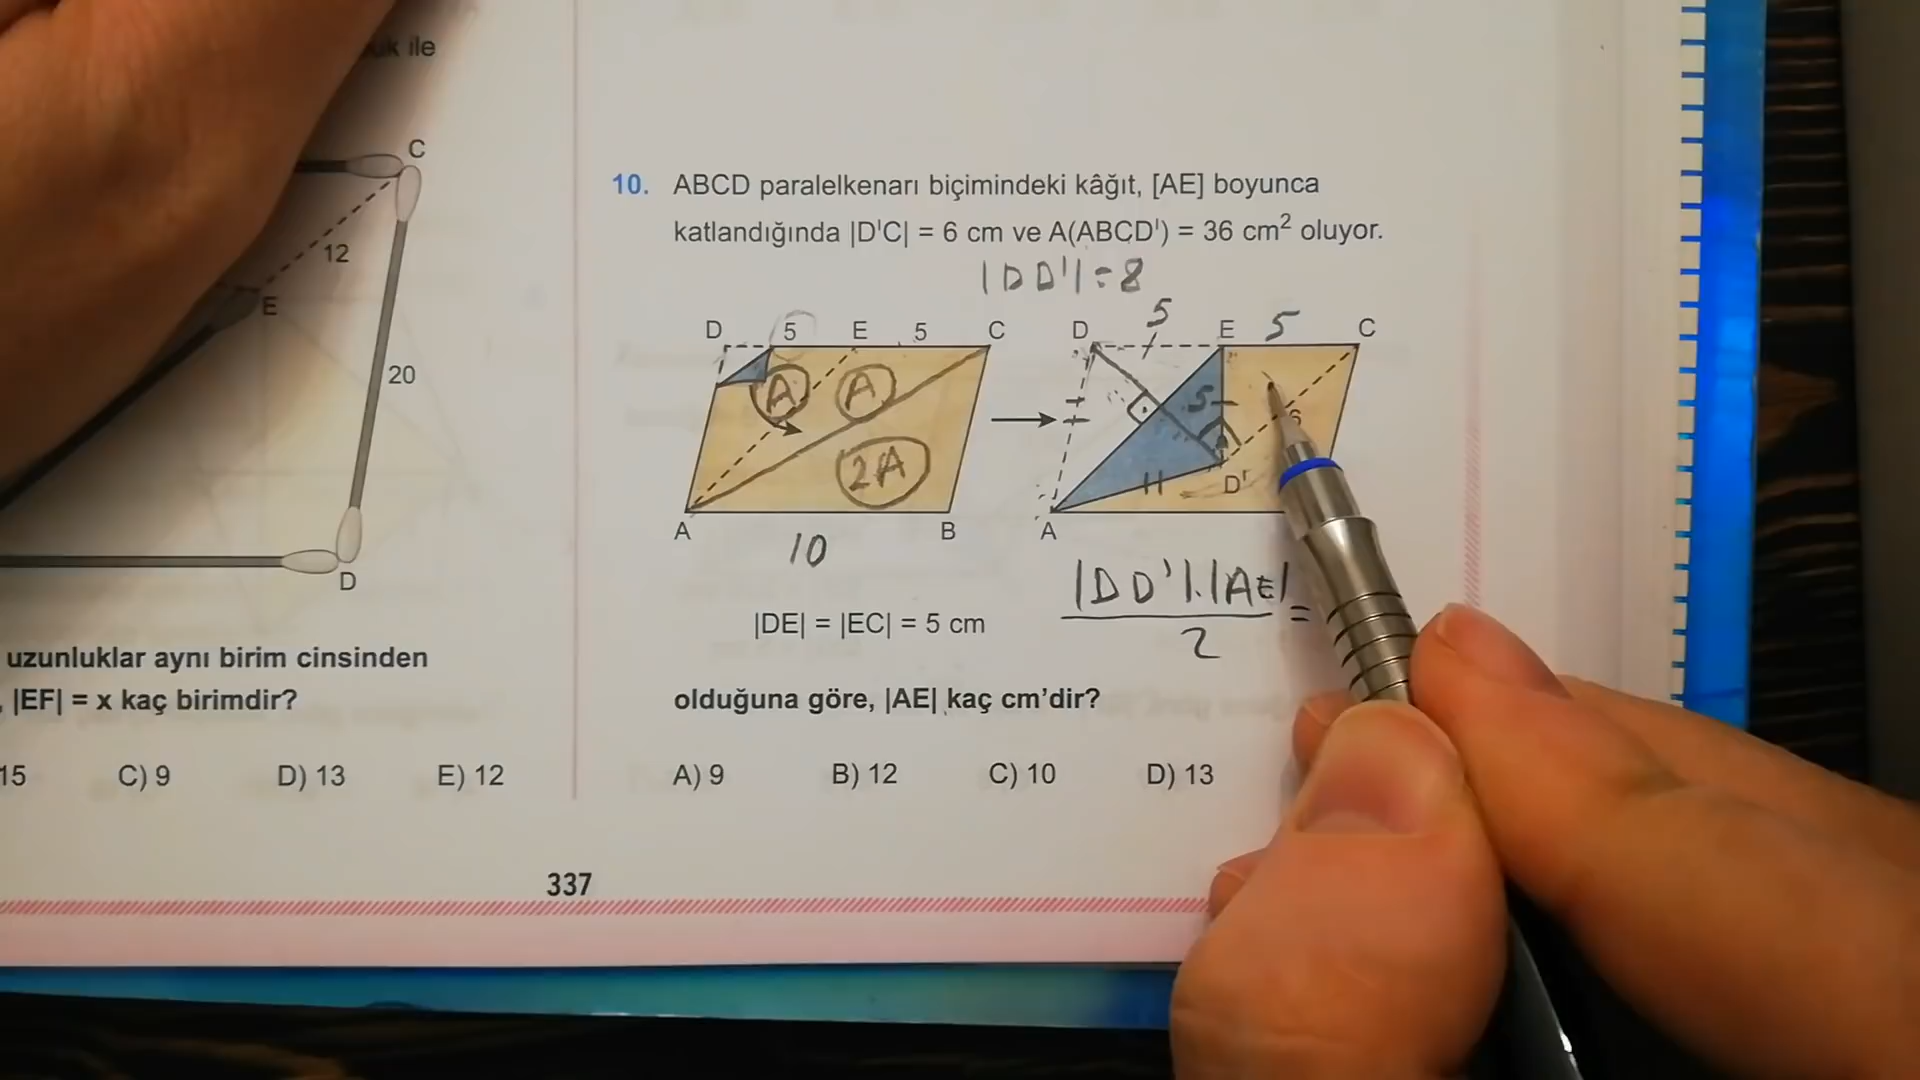 ile
C
12
E
20
D
uzunluklar aynı birim cinsinden
|EF| = x kaç birimdir?
15 C) 9 D) 13 E) 12
10. ABCD paralelkenarı biçimindeki kâğıt, [AE] boyunca
katlandığında |D'C| = 6 cm ve A(ABCD') = 36 cm² oluyor.
|DD'| = 8
D 5 E 5 C
A A
2A
A B
10
D 5 E 5 C
5
6
D'
A
|DD'|.|AE| / 2 =
|DE| = |EC| = 5 cm
olduğuna göre, |AE| kaç cm'dir?
A) 9 B) 12 C) 10 D) 13
337